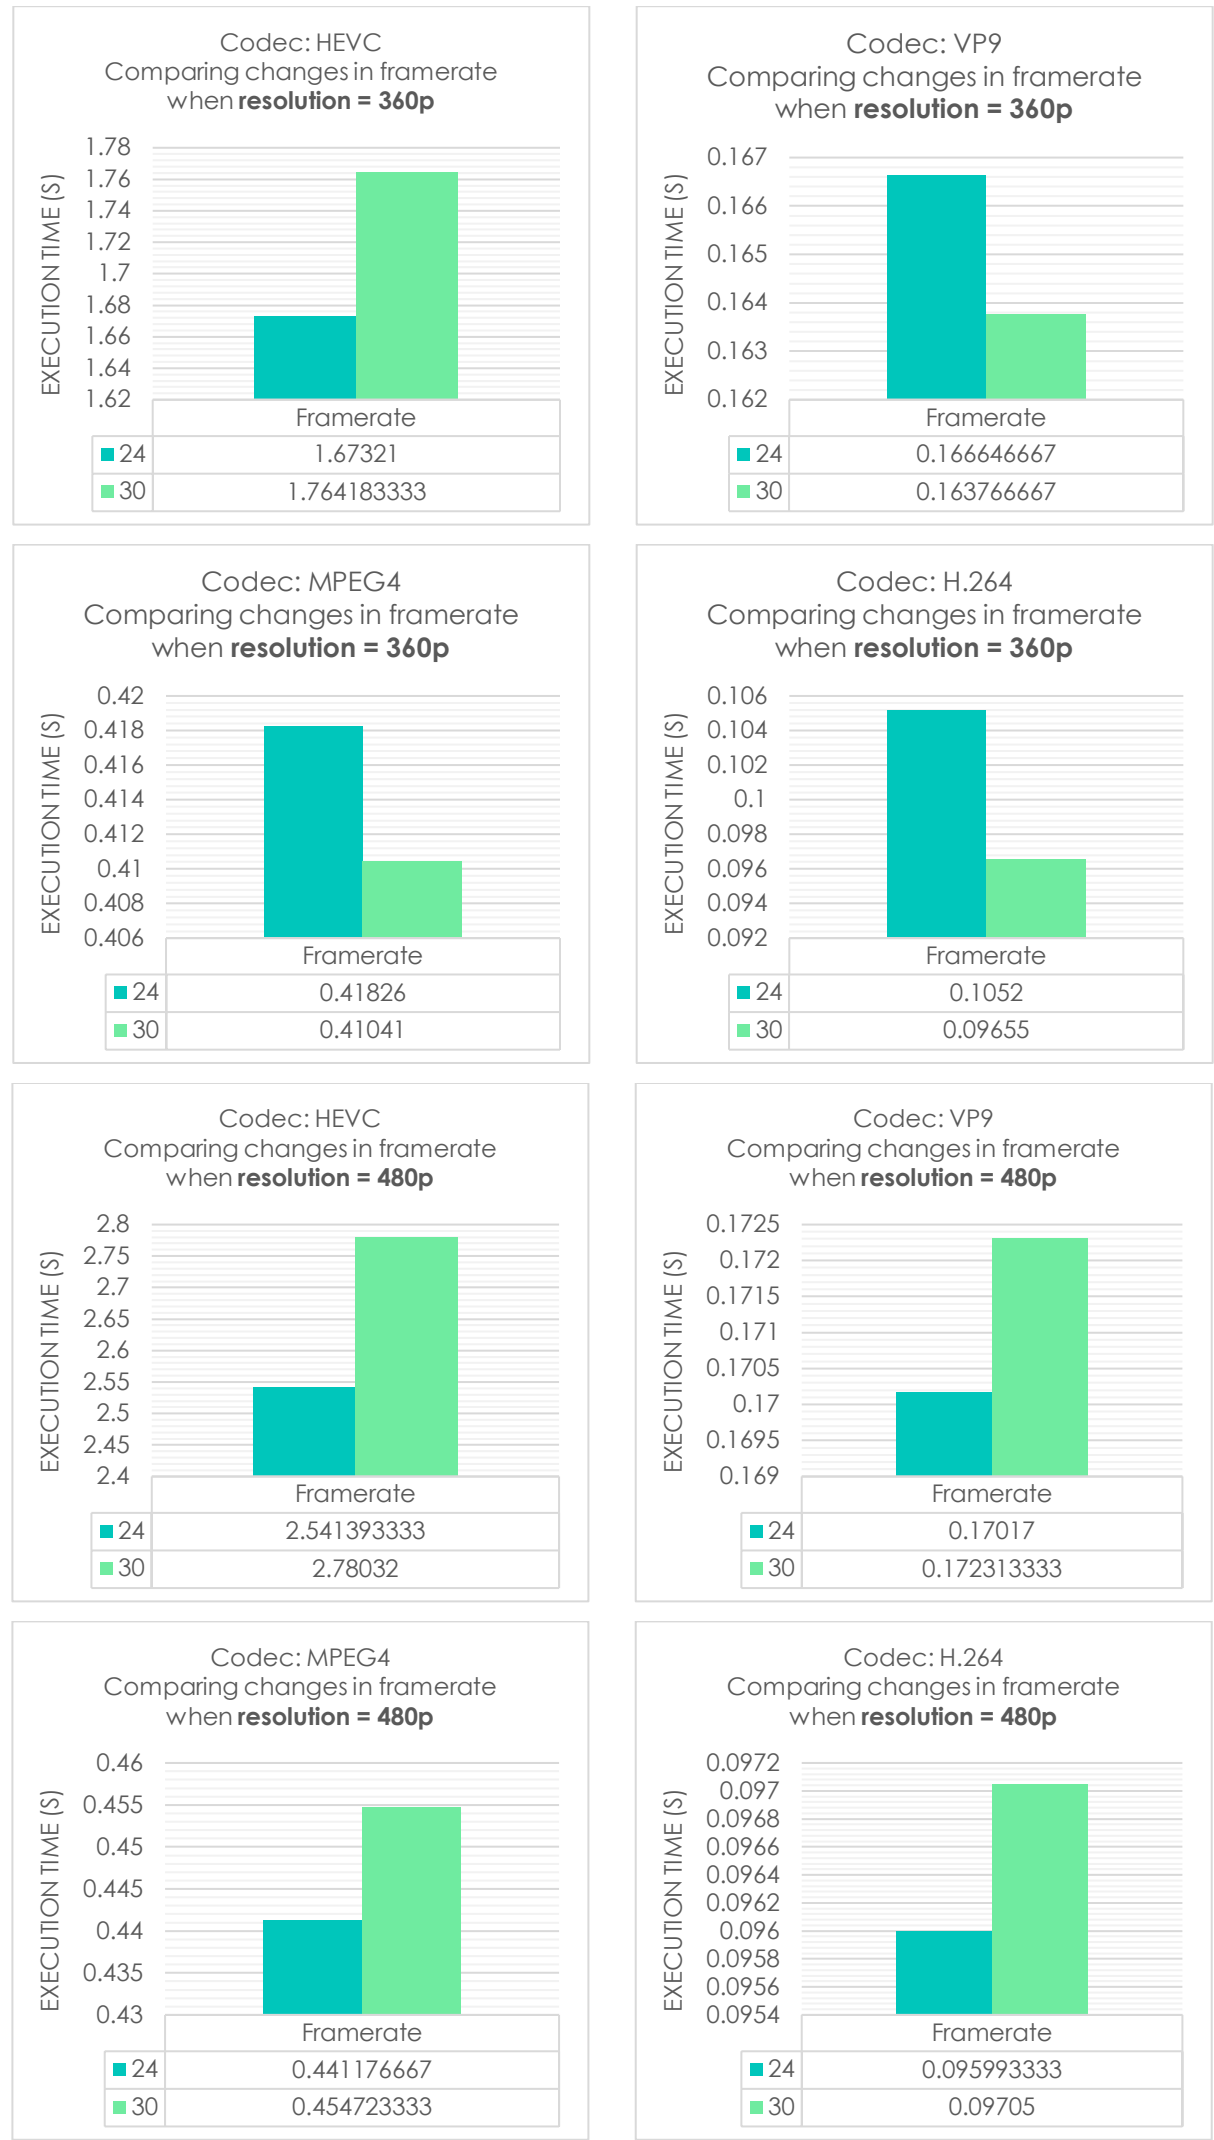 Codec: HEVC
Comparing changes in framerate
when resolution = 360p
EXECUTION TIME (S)
1.78
1.76
1.74
1.72
1.7
1.68
1.66
1.64
1.62
Framerate
24 1.67321
30 1.764183333
Codec: VP9
Comparing changes in framerate
when resolution = 360p
EXECUTION TIME (S)
0.167
0.166
0.165
0.164
0.163
0.162
Framerate
24 0.166646667
30 0.163766667
Codec: MPEG4
Comparing changes in framerate
when resolution = 360p
EXECUTION TIME (S)
0.42
0.418
0.416
0.414
0.412
0.41
0.408
0.406
Framerate
24 0.41826
30 0.41041
Codec: H.264
Comparing changes in framerate
when resolution = 360p
EXECUTION TIME (S)
0.106
0.104
0.102
0.1
0.098
0.096
0.094
0.092
Framerate
24 0.1052
30 0.09655
Codec: HEVC
Comparing changes in framerate
when resolution = 480p
EXECUTION TIME (S)
2.8
2.75
2.7
2.65
2.6
2.55
2.5
2.45
2.4
Framerate
24 2.541393333
30 2.78032
Codec: VP9
Comparing changes in framerate
when resolution = 480p
EXECUTION TIME (S)
0.1725
0.172
0.1715
0.171
0.1705
0.17
0.1695
0.169
Framerate
24 0.17017
30 0.172313333
Codec: MPEG4
Comparing changes in framerate
when resolution = 480p
EXECUTION TIME (S)
0.46
0.455
0.45
0.445
0.44
0.435
0.43
Framerate
24 0.441176667
30 0.454723333
Codec: H.264
Comparing changes in framerate
when resolution = 480p
EXECUTION TIME (S)
0.0972
0.097
0.0968
0.0966
0.0964
0.0962
0.096
0.0958
0.0956
0.0954
Framerate
24 0.095993333
30 0.09705